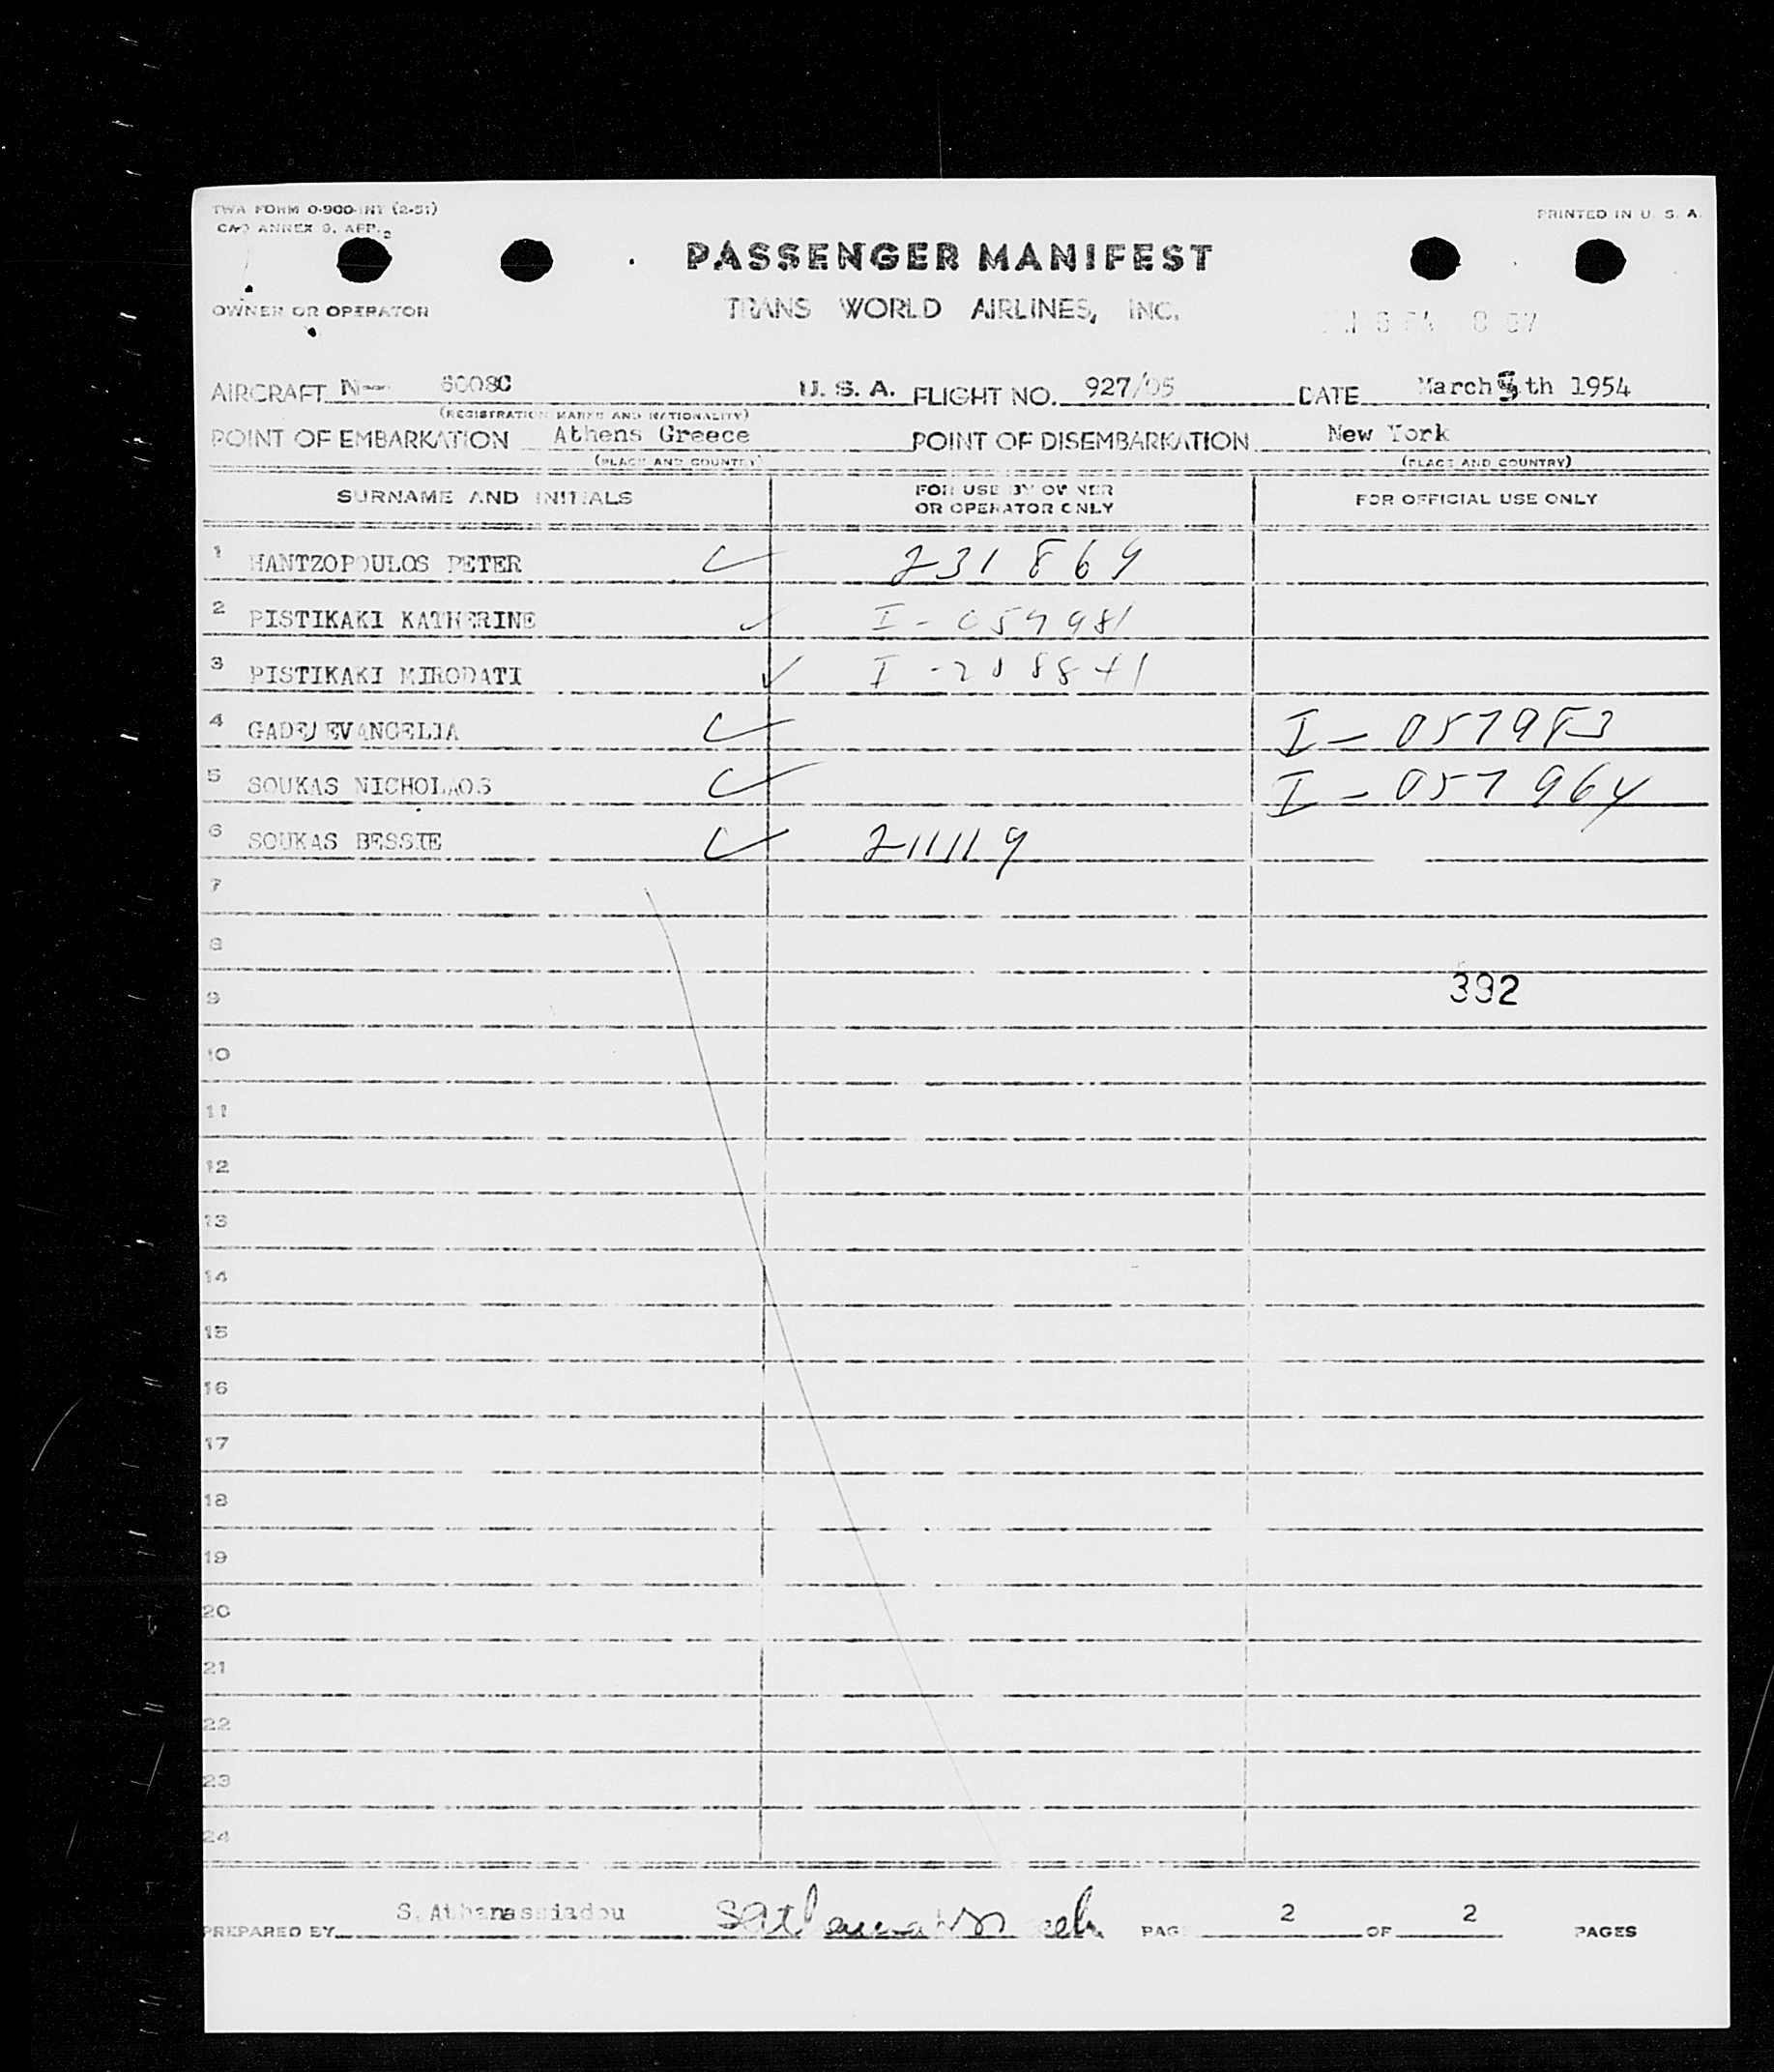 TWA FORM 0-900-INT (2-51)
PRINTED IN U. S. A.
ANNEX 9, APP.
PASSENGER MANIFEST
OWNER OR OPERATOR
TRANS WORLD AIRLINES, INC.
AIRCRAFT N-- 6008C U. S. A. FLIGHT NO. 927/05 DATE March 5th 1954
(REGISTRATION MARKS AND NATIONALITY)
POINT OF EMBARKATION Athens Greece POINT OF DISEMBARKATION New York
(PLACE AND COUNTRY) (PLACE AND COUNTRY)
SURNAME AND INITIALS FOR USE BY OWNER OR OPERATOR ONLY FOR OFFICIAL USE ONLY
1 HANTZOPOULOS PETER 231869
2 PISTIKAKI KATHERINE I-059981
3 PISTIKAKI MIRODATI I-
4 GADE/EVANGELIA I-057983
5 SOUKAS NICHOLAOS I-057964
6 SOUKAS BESSIE 211119
7
8
9 392
10
11
12
13
14
15
16
17
18
19
20
21
22
23
24
PREPARED BY S. Athanassiadou PAGE 2 OF 2 PAGES